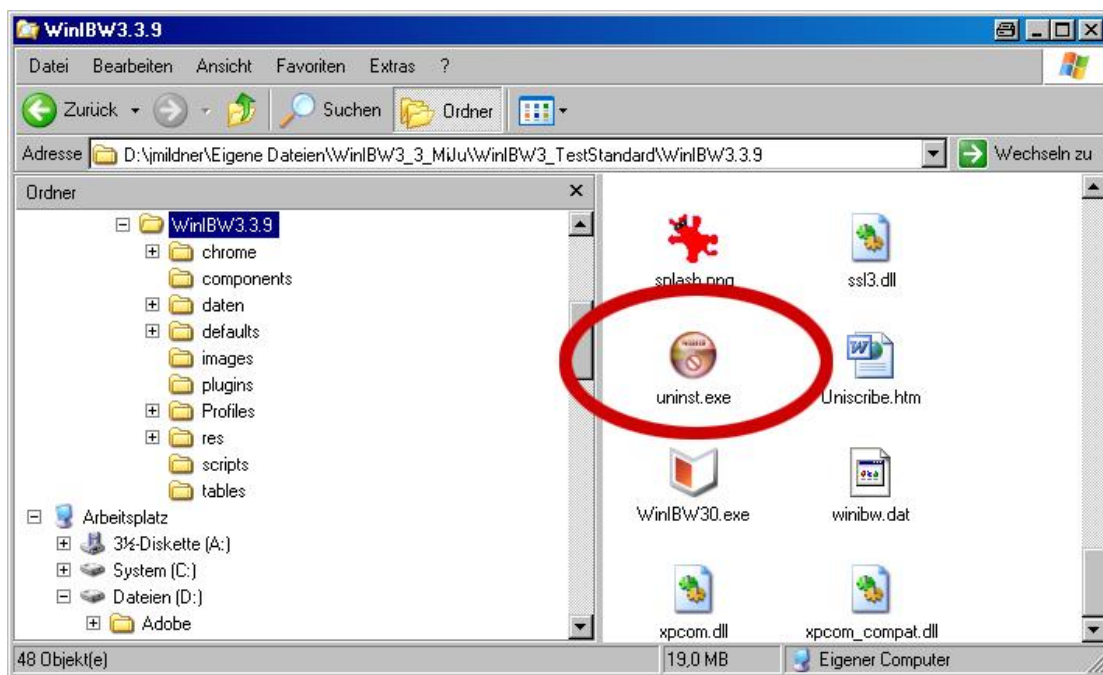 WinIBW3.3.9
Datei Bearbeiten Ansicht Favoriten Extras ?
Zurück Suchen Ordner
Adresse D:\jmildner\Eigene Dateien\WinIBW3_3_MiJu\WinIBW3_TestStandard\WinIBW3.3.9 Wechseln zu
Ordner
WinIBW3.3.9
chrome
components
daten
defaults
images
plugins
Profiles
res
scripts
tables
Arbeitsplatz
3½-Diskette (A:)
System (C:)
Dateien (D:)
Adobe
splash.png ssl3.dll
uninst.exe Uniscribe.htm
WinIBW30.exe winibw.dat
xpcom.dll xpcom_compat.dll
48 Objekt(e) 19,0 MB Eigener Computer